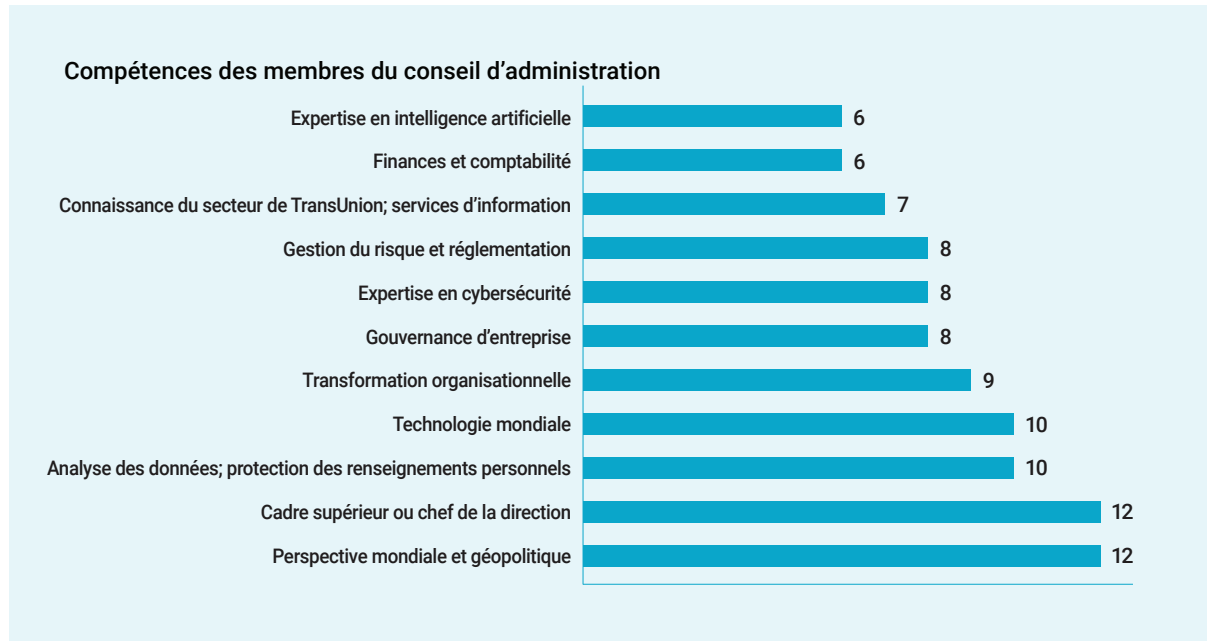 Compétences des membres du conseil d’administration
Expertise en intelligence artificielle 6
Finances et comptabilité 6
Connaissance du secteur de TransUnion; services d’information 7
Gestion du risque et réglementation 8
Expertise en cybersécurité 8
Gouvernance d’entreprise 8
Transformation organisationnelle 9
Technologie mondiale 10
Analyse des données; protection des renseignements personnels 10
Cadre supérieur ou chef de la direction 12
Perspective mondiale et géopolitique 12